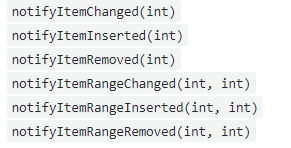 notifyItemChanged(int)
notifyItemInserted(int)
notifyItemRemoved(int)
notifyItemRangeChanged(int, int)
notifyItemRangeInserted(int, int)
notifyItemRangeRemoved(int, int)